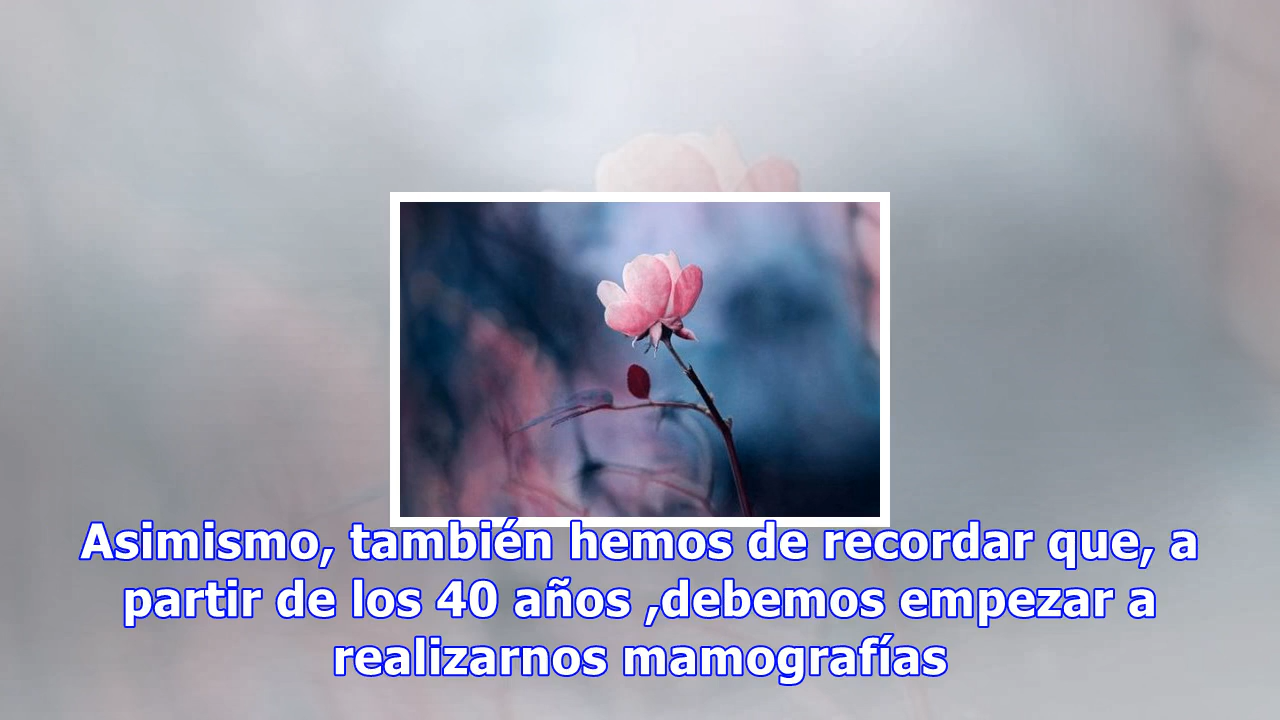 Asimismo, también hemos de recordar que, a
partir de los 40 años ,debemos empezar a
realizarnos mamografías